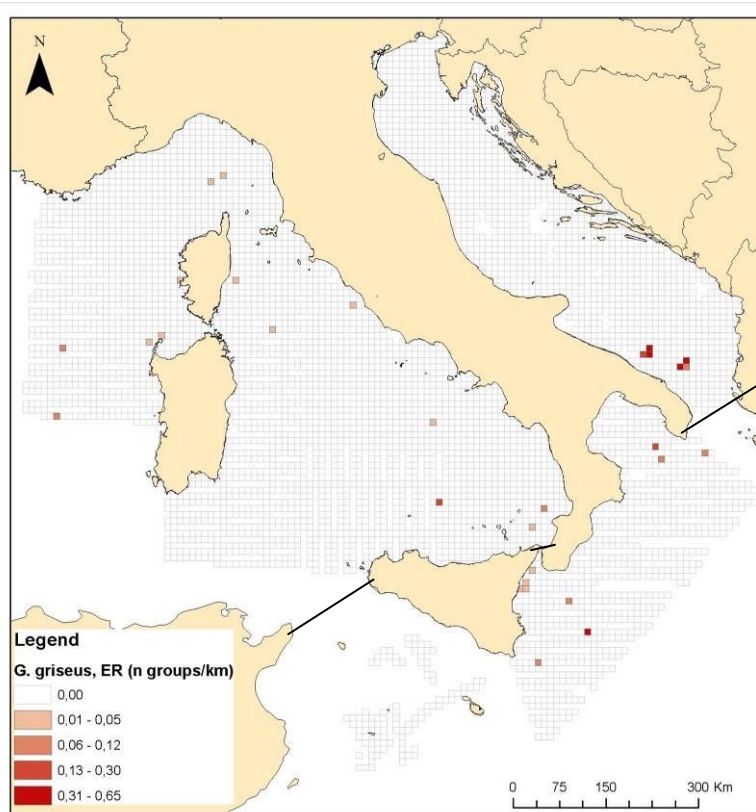 N
Legend
G. griseus, ER (n groups/km)
0,00
0,01 - 0,05
0,06 - 0,12
0,13 - 0,30
0,31 - 0,65
0 75 150 300 Km